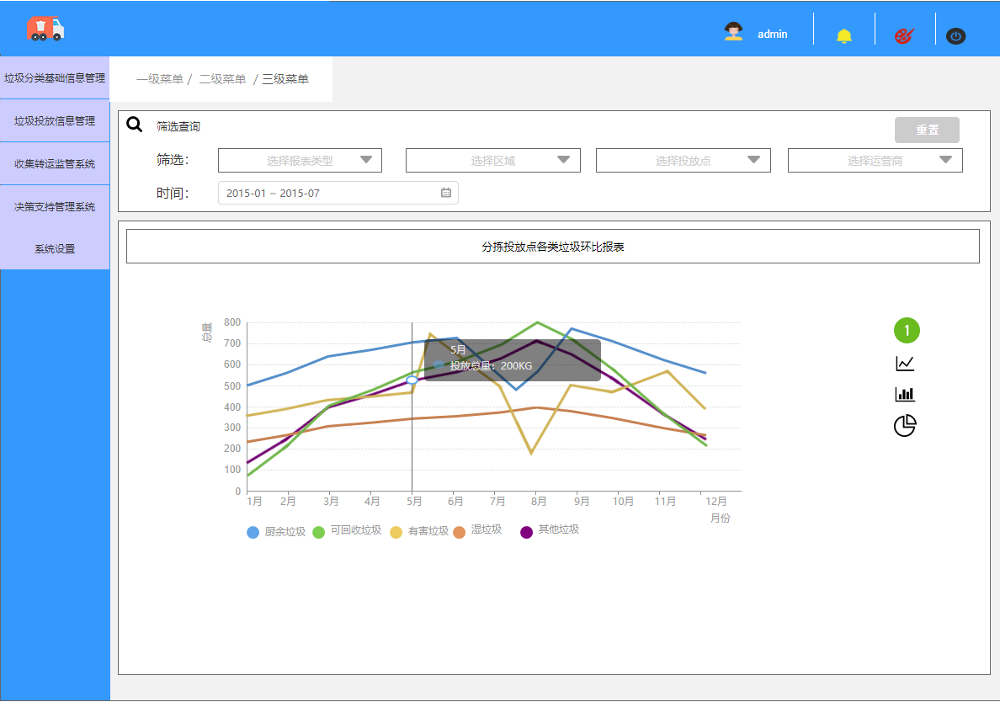 admin
垃圾分类基础信息管理
垃圾投放信息管理
收集转运监管系统
决策支持管理系统
系统设置
一级菜单 / 二级菜单 / 三级菜单
筛选查询
重置
筛选:
选择报表类型
选择区域
选择投放点
选择运营商
时间:
2015-01 ~ 2015-07
分拣投放点各类垃圾环比报表
总量
800
700
600
500
400
300
200
100
0
5月
投放总量: 200KG
1月 2月 3月 4月 5月 6月 7月 8月 9月 10月 11月 12月
月份
厨余垃圾 可回收垃圾 有害垃圾 湿垃圾 其他垃圾
1